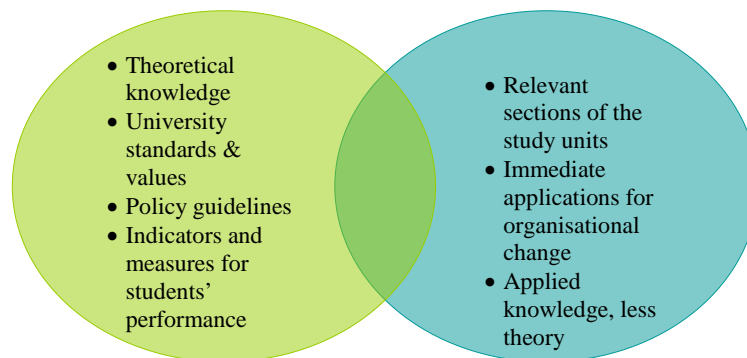 • Theoretical
knowledge
• University
standards &
values
• Policy guidelines
• Indicators and
measures for
students’
performance
• Relevant
sections of the
study units
• Immediate
applications for
organisational
change
• Applied
knowledge, less
theory